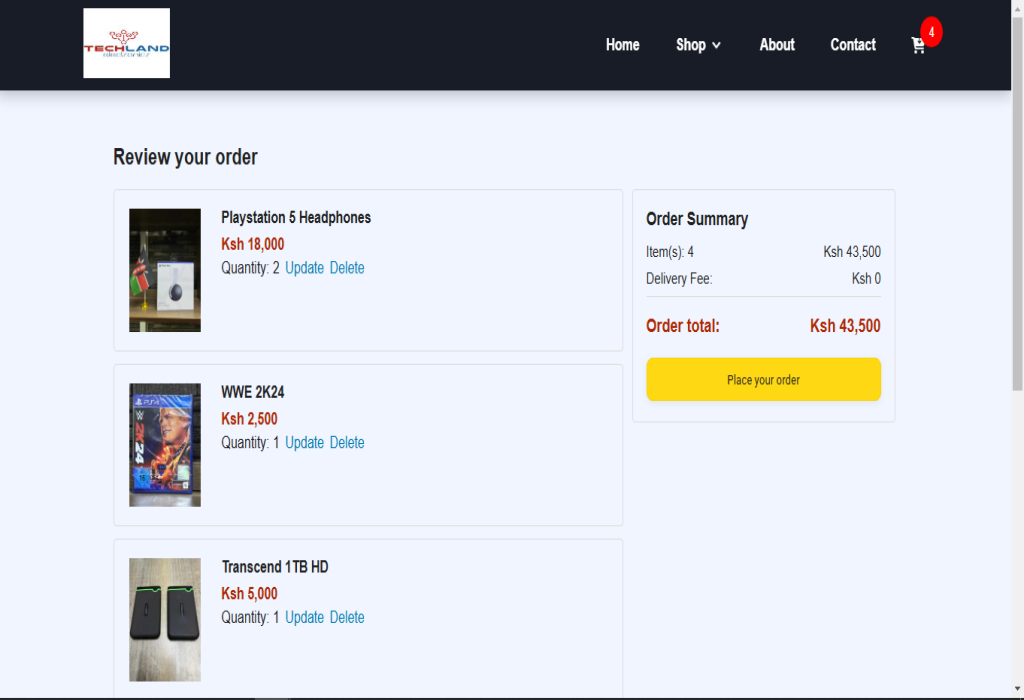 TECHLAND
Home
Shop
About
Contact
4
Review your order
Playstation 5 Headphones
Ksh 18,000
Quantity: 2 Update Delete
WWE 2K24
Ksh 2,500
Quantity: 1 Update Delete
PS4
W
2K24
Transcend 1TB HD
Ksh 5,000
Quantity: 1 Update Delete
Order Summary
Item(s): 4 Ksh 43,500
Delivery Fee: Ksh 0
Order total: Ksh 43,500
Place your order